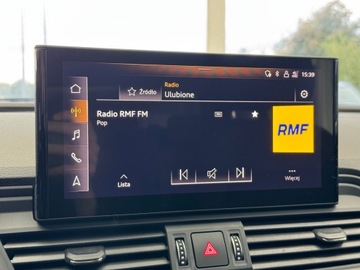 15:39
Źródło
Radio
Ulubione
Radio RMF FM
Pop
RMF
Lista
Więcej